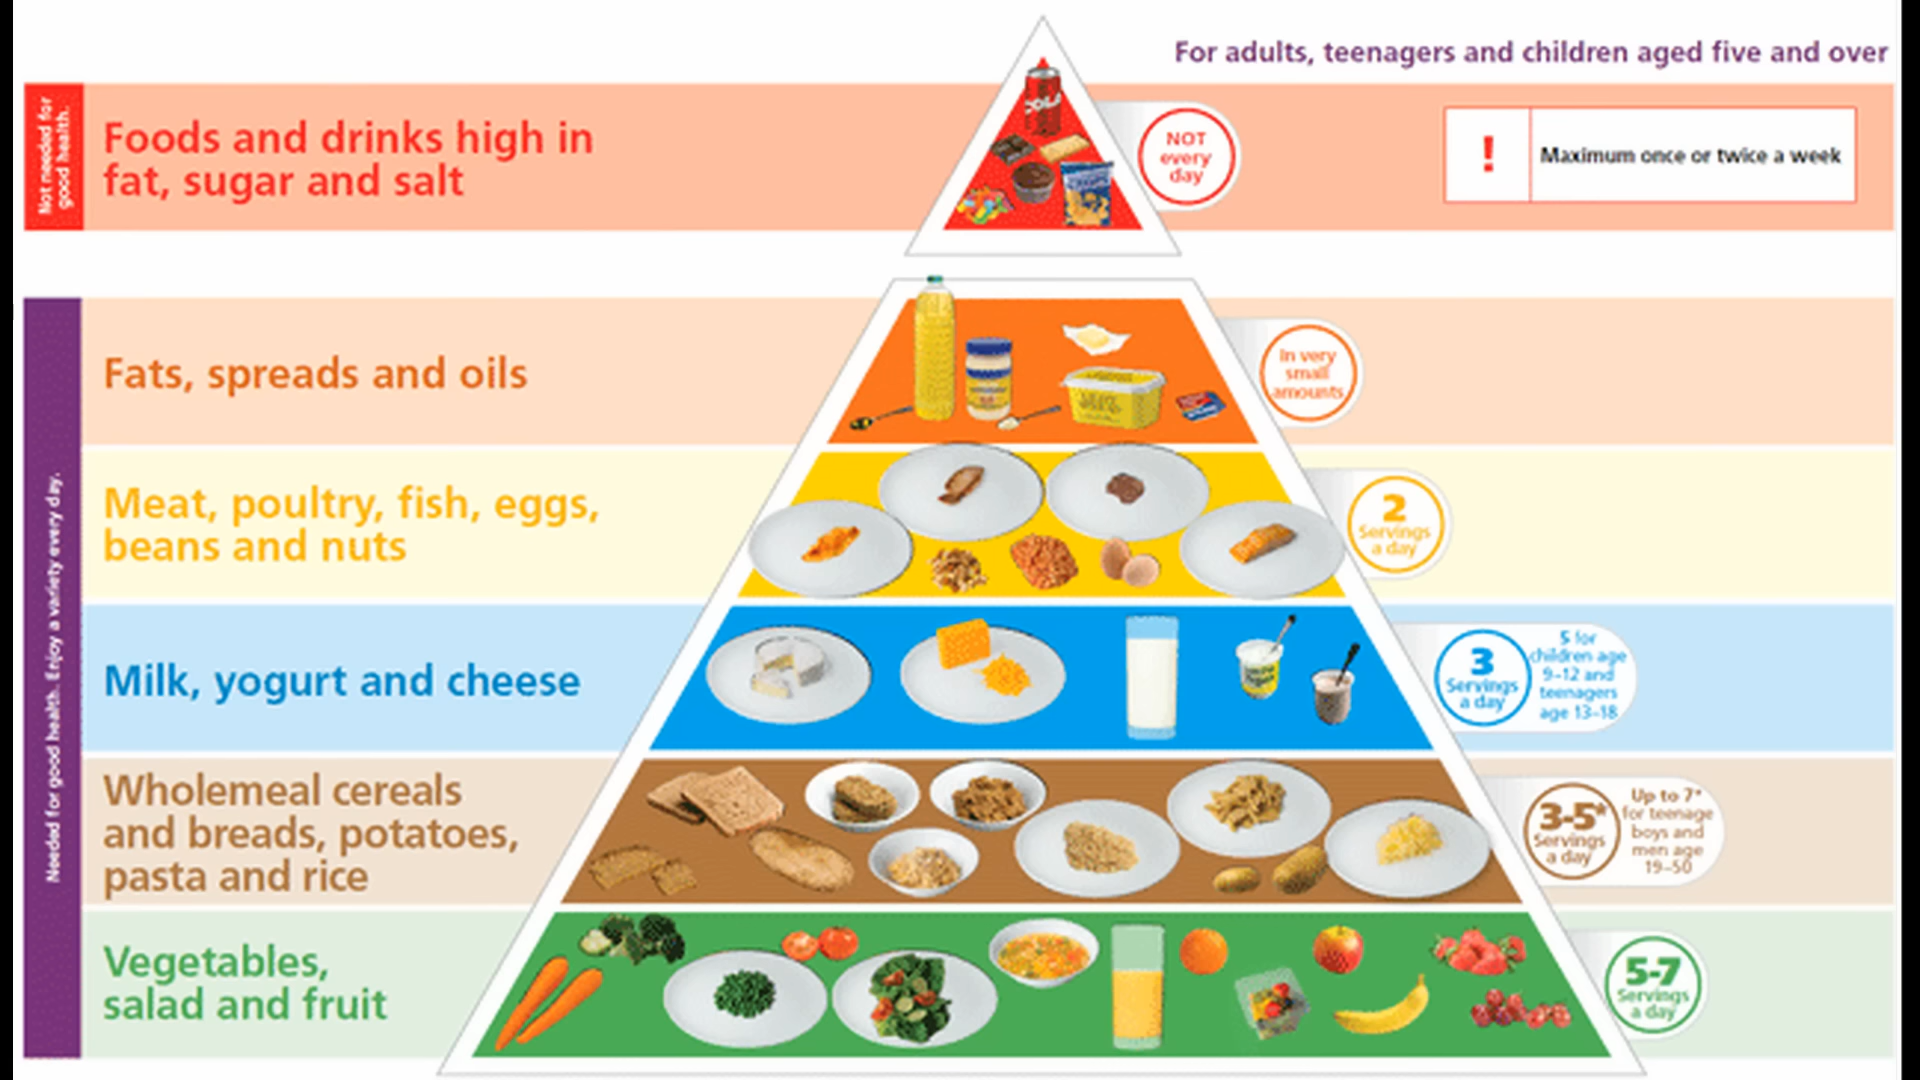 For adults, teenagers and children aged five and over
Not needed for
good health.
Foods and drinks high in
fat, sugar and salt
COLA
CRISPS
NOT
every
day
!
Maximum once or twice a week
Needed for good health. Enjoy a variety every day.
Fats, spreads and oils
In very
small
amounts
Meat, poultry, fish, eggs,
beans and nuts
2
Servings
a day
Milk, yogurt and cheese
3
Servings
a day
5 for
children age
9–12 and
teenagers
age 13–18
Wholemeal cereals
and breads, potatoes,
pasta and rice
3-5*
Servings
a day
Up to 7*
for teenage
boys and
men age
19–50
Vegetables,
salad and fruit
5-7
Servings
a day